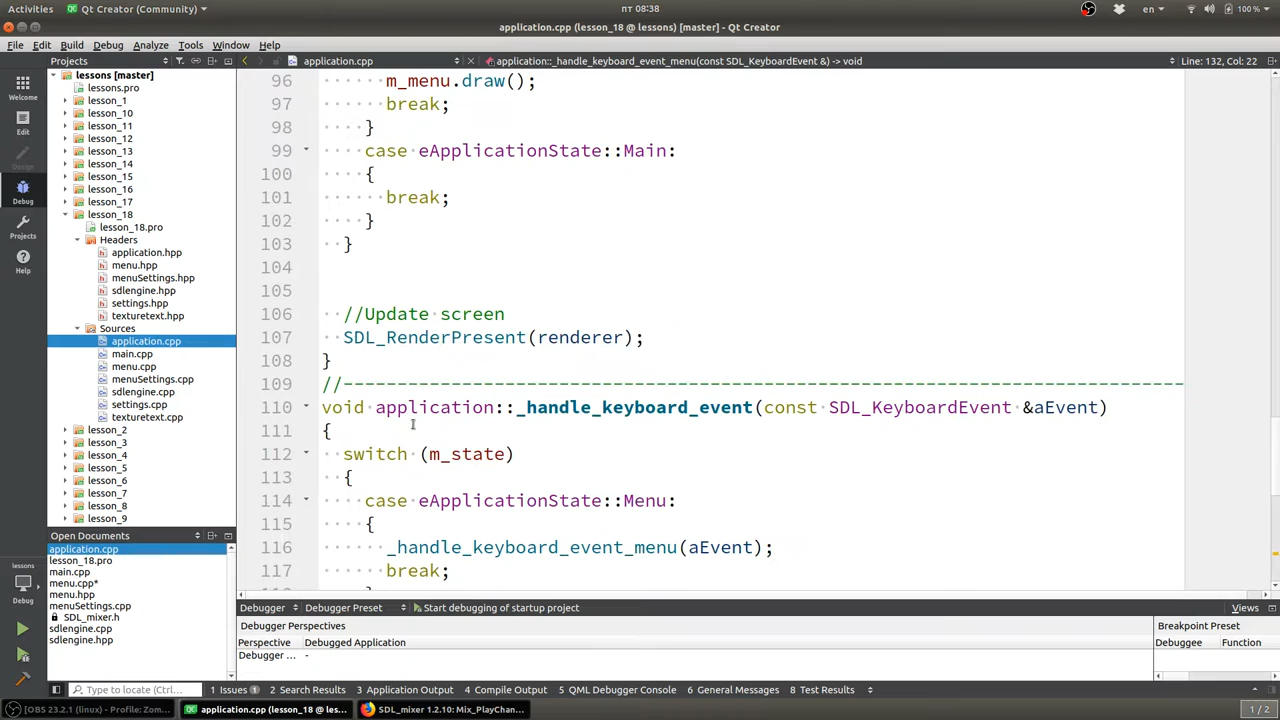 Activities
Qt Creator (Community)
пт 08:38
en
100 %
application.cpp (lesson_18 @ lessons) [master] - Qt Creator
File Edit Build Debug Analyze Tools Window Help
Projects
application.cpp
application::_handle_keyboard_event_menu(const SDL_KeyboardEvent &) -> void
Line: 132, Col: 22
Welcome
Edit
Design
Debug
Projects
Help
lessons
Debug
lessons [master]
lessons.pro
lesson_1
lesson_10
lesson_11
lesson_12
lesson_13
lesson_14
lesson_15
lesson_16
lesson_17
lesson_18
lesson_18.pro
Headers
application.hpp
menu.hpp
menuSettings.hpp
sdlengine.hpp
settings.hpp
texturetext.hpp
Sources
application.cpp
main.cpp
menu.cpp
menuSettings.cpp
sdlengine.cpp
settings.cpp
texturetext.cpp
lesson_2
lesson_3
lesson_4
lesson_5
lesson_6
lesson_7
lesson_8
lesson_9
Open Documents
application.cpp
lesson_18.pro
main.cpp
menu.cpp*
menu.hpp
menuSettings.cpp
SDL_mixer.h
sdlengine.cpp
sdlengine.hpp
96 m_menu.draw();
97 break;
98 }
99 case eApplicationState::Main:
100 {
101 break;
102 }
103 }
104
105
106 //Update screen
107 SDL_RenderPresent(renderer);
108 }
109 //------------------------------------------------------------------------------
110 void application::_handle_keyboard_event(const SDL_KeyboardEvent &aEvent)
111 {
112 switch (m_state)
113 {
114 case eApplicationState::Menu:
115 {
116 _handle_keyboard_event_menu(aEvent);
117 break;
Debugger
Debugger Preset
Start debugging of startup project
Views
Debugger Perspectives
Breakpoint Preset
Perspective Debugged Application
Debuggee Function
Debugger ... -
Type to locate (Ctrl...
1 Issues 1
2 Search Results
3 Application Output
4 Compile Output
5 QML Debugger Console
6 General Messages
8 Test Results
[OBS 23.2.1 (linux) - Profile: Zom...
application.cpp (lesson_18 @ les...
SDL_mixer 1.2.10: Mix_PlayChan...
1 / 2